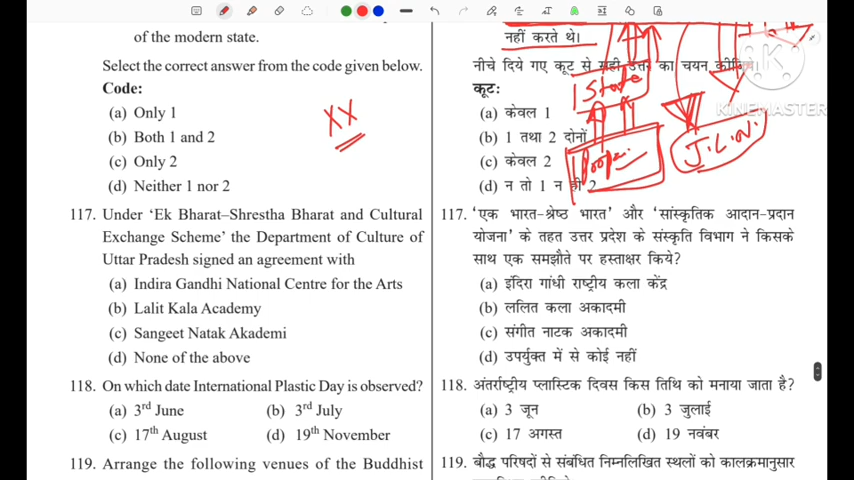 of the modern state.
Select the correct answer from the code given below.
Code:
(a) Only 1
(b) Both 1 and 2
(c) Only 2
(d) Neither 1 nor 2
XX
117. Under ‘Ek Bharat–Shrestha Bharat and Cultural
Exchange Scheme’ the Department of Culture of
Uttar Pradesh signed an agreement with
(a) Indira Gandhi National Centre for the Arts
(b) Lalit Kala Academy
(c) Sangeet Natak Akademi
(d) None of the above
118. On which date International Plastic Day is observed?
(a) 3rd June (b) 3rd July
(c) 17th August (d) 19th November
119. Arrange the following venues of the Buddhist
नहीं करते थे।
नीचे दिये गए कूट से सही उत्तर का चयन कीजिये।
कूटः
(a) केवल 1
(b) 1 तथा 2 दोनों
(c) केवल 2
(d) न तो 1 न ही 2
State
J.L.N.
KINEMASTER
117. ‘एक भारत-श्रेष्ठ भारत’ और ‘सांस्कृतिक आदान-प्रदान
योजना’ के तहत उत्तर प्रदेश के संस्कृति विभाग ने किसके
साथ एक समझौते पर हस्ताक्षर किये?
(a) इंदिरा गांधी राष्ट्रीय कला केंद्र
(b) ललित कला अकादमी
(c) संगीत नाटक अकादमी
(d) उपर्युक्त में से कोई नहीं
118. अंतर्राष्ट्रीय प्लास्टिक दिवस किस तिथि को मनाया जाता है?
(a) 3 जून (b) 3 जुलाई
(c) 17 अगस्त (d) 19 नवंबर
119. बौद्ध परिषदों से संबंधित निम्नलिखित स्थलों को कालक्रमानुसार